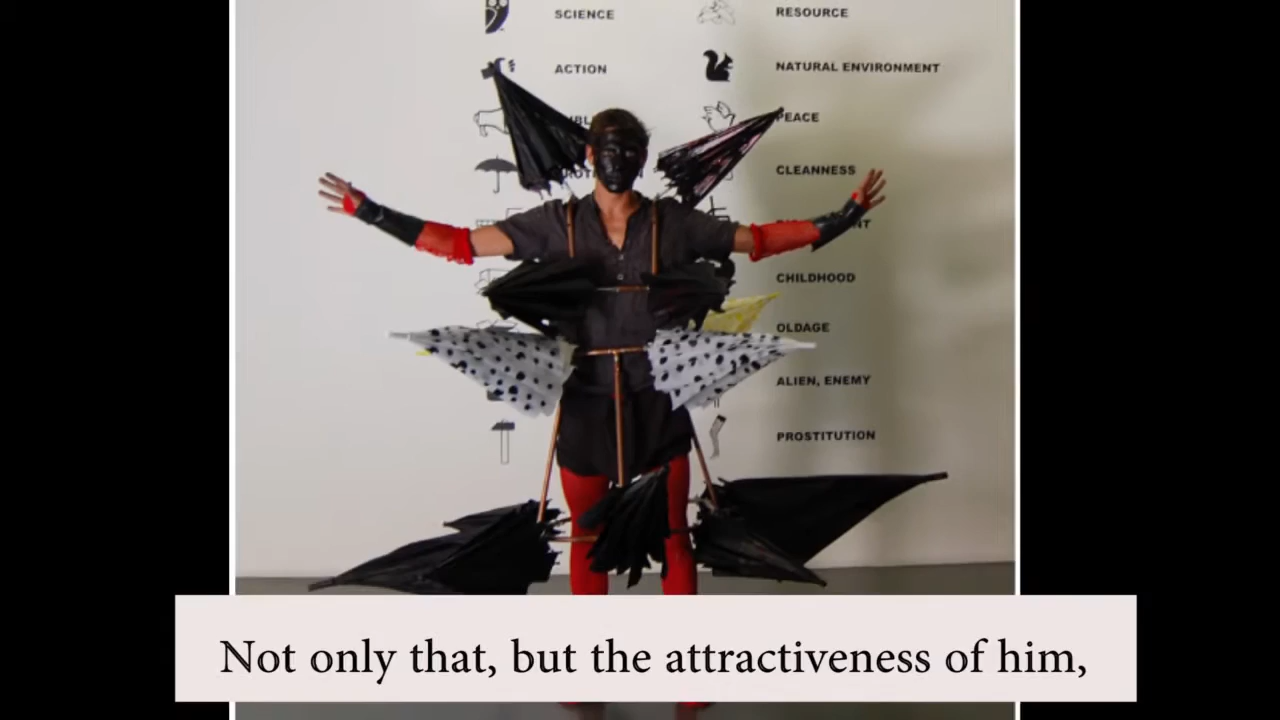 SCIENCE
RESOURCE
ACTION
NATURAL ENVIRONMENT
PEACE
CLEANNESS
CHILDHOOD
OLDAGE
ALIEN, ENEMY
PROSTITUTION
Not only that, but the attractiveness of him,